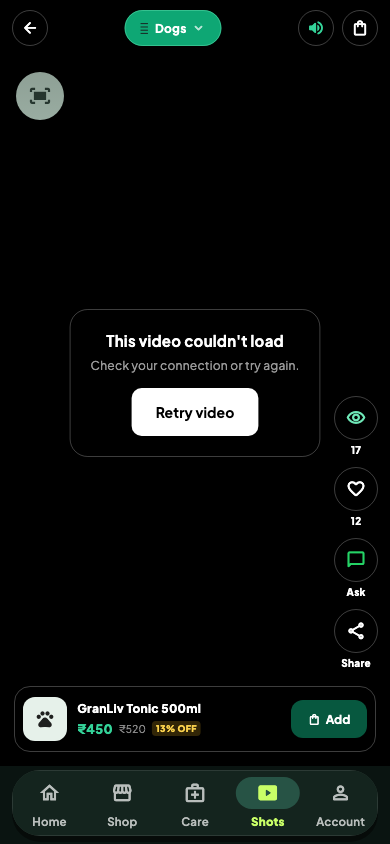 Dogs
This video couldn't load
Check your connection or try again.
Retry video
17
12
Ask
Share
GranLiv Tonic 500ml
₹450 ₹520 13% OFF
Add
Home Shop Care Shots Account